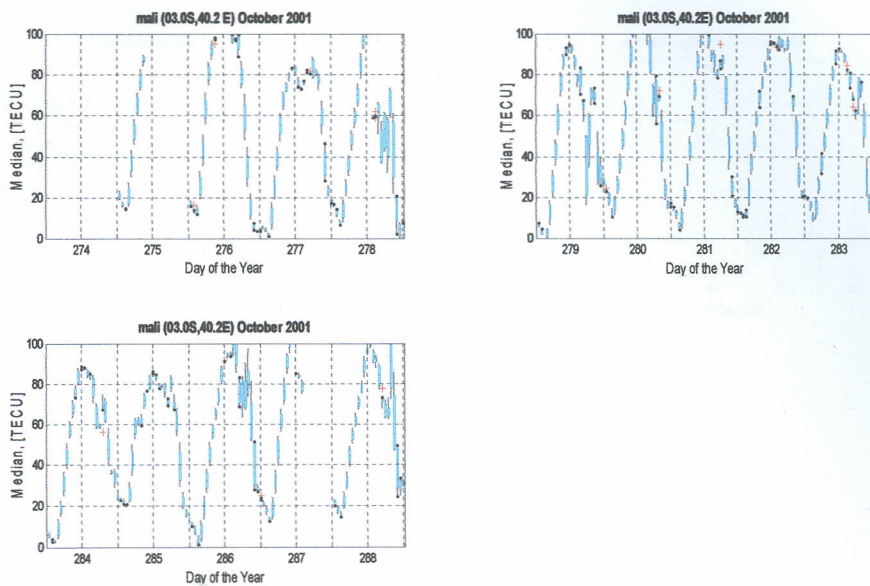 mali (03.0S,40.2 E) October 2001
100
80
60
40
20
0
Median, [TECU]
274 275 276 277 278
Day of the Year
mali (03.0S,40.2E) October 2001
100
80
60
40
20
0
Median, [TECU]
279 280 281 282 283
Day of the Year
mali (03.0S,40.2E) October 2001
100
80
60
40
20
0
Median, [TECU]
284 285 286 287 288
Day of the Year